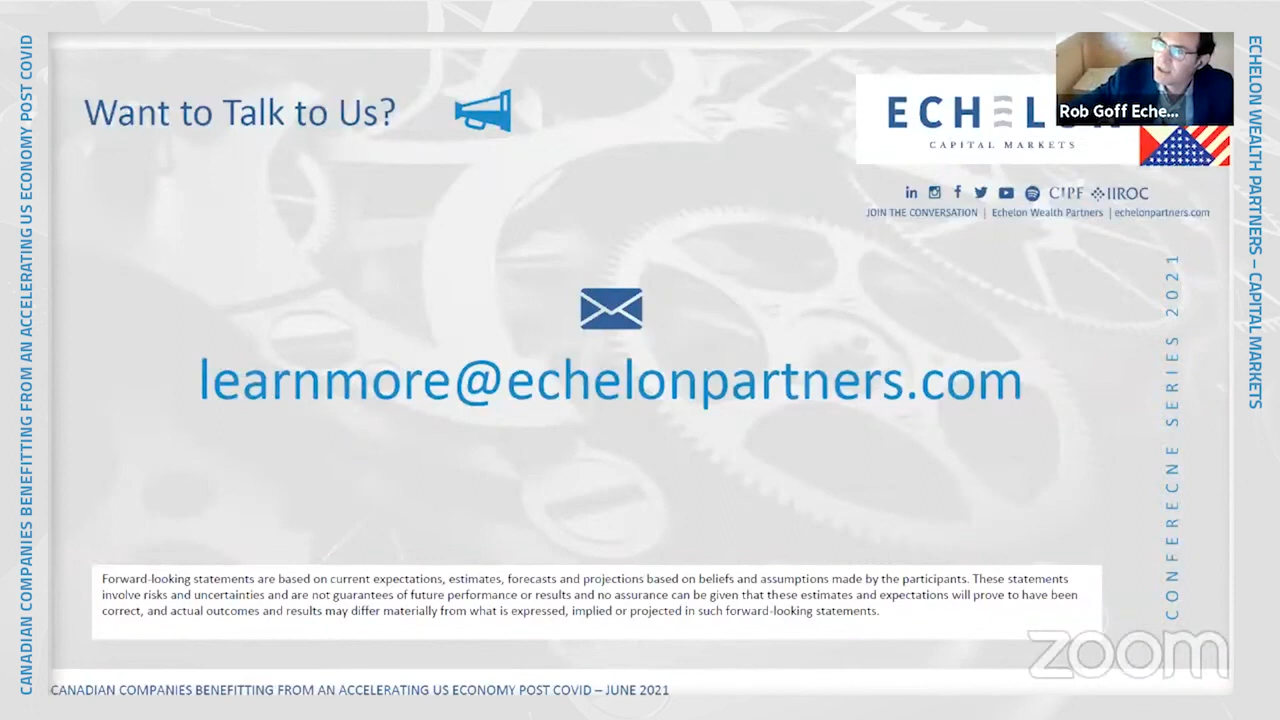 CANADIAN COMPANIES BENEFITTING FROM AN ACCELERATING US ECONOMY POST COVID
Want to Talk to Us?
ECHEL
CAPITAL MARKETS
Rob Goff Eche...
CIPF IIROC
JOIN THE CONVERSATION | Echelon Wealth Partners | echelonpartners.com
learnmore@echelonpartners.com
CONFERECNE SERIES 2021
ECHELON WEALTH PARTNERS – CAPITAL MARKETS
Forward-looking statements are based on current expectations, estimates, forecasts and projections based on beliefs and assumptions made by the participants. These statements
involve risks and uncertainties and are not guarantees of future performance or results and no assurance can be given that these estimates and expectations will prove to have been
correct, and actual outcomes and results may differ materially from what is expressed, implied or projected in such forward-looking statements.
zoom
CANADIAN COMPANIES BENEFITTING FROM AN ACCELERATING US ECONOMY POST COVID – JUNE 2021